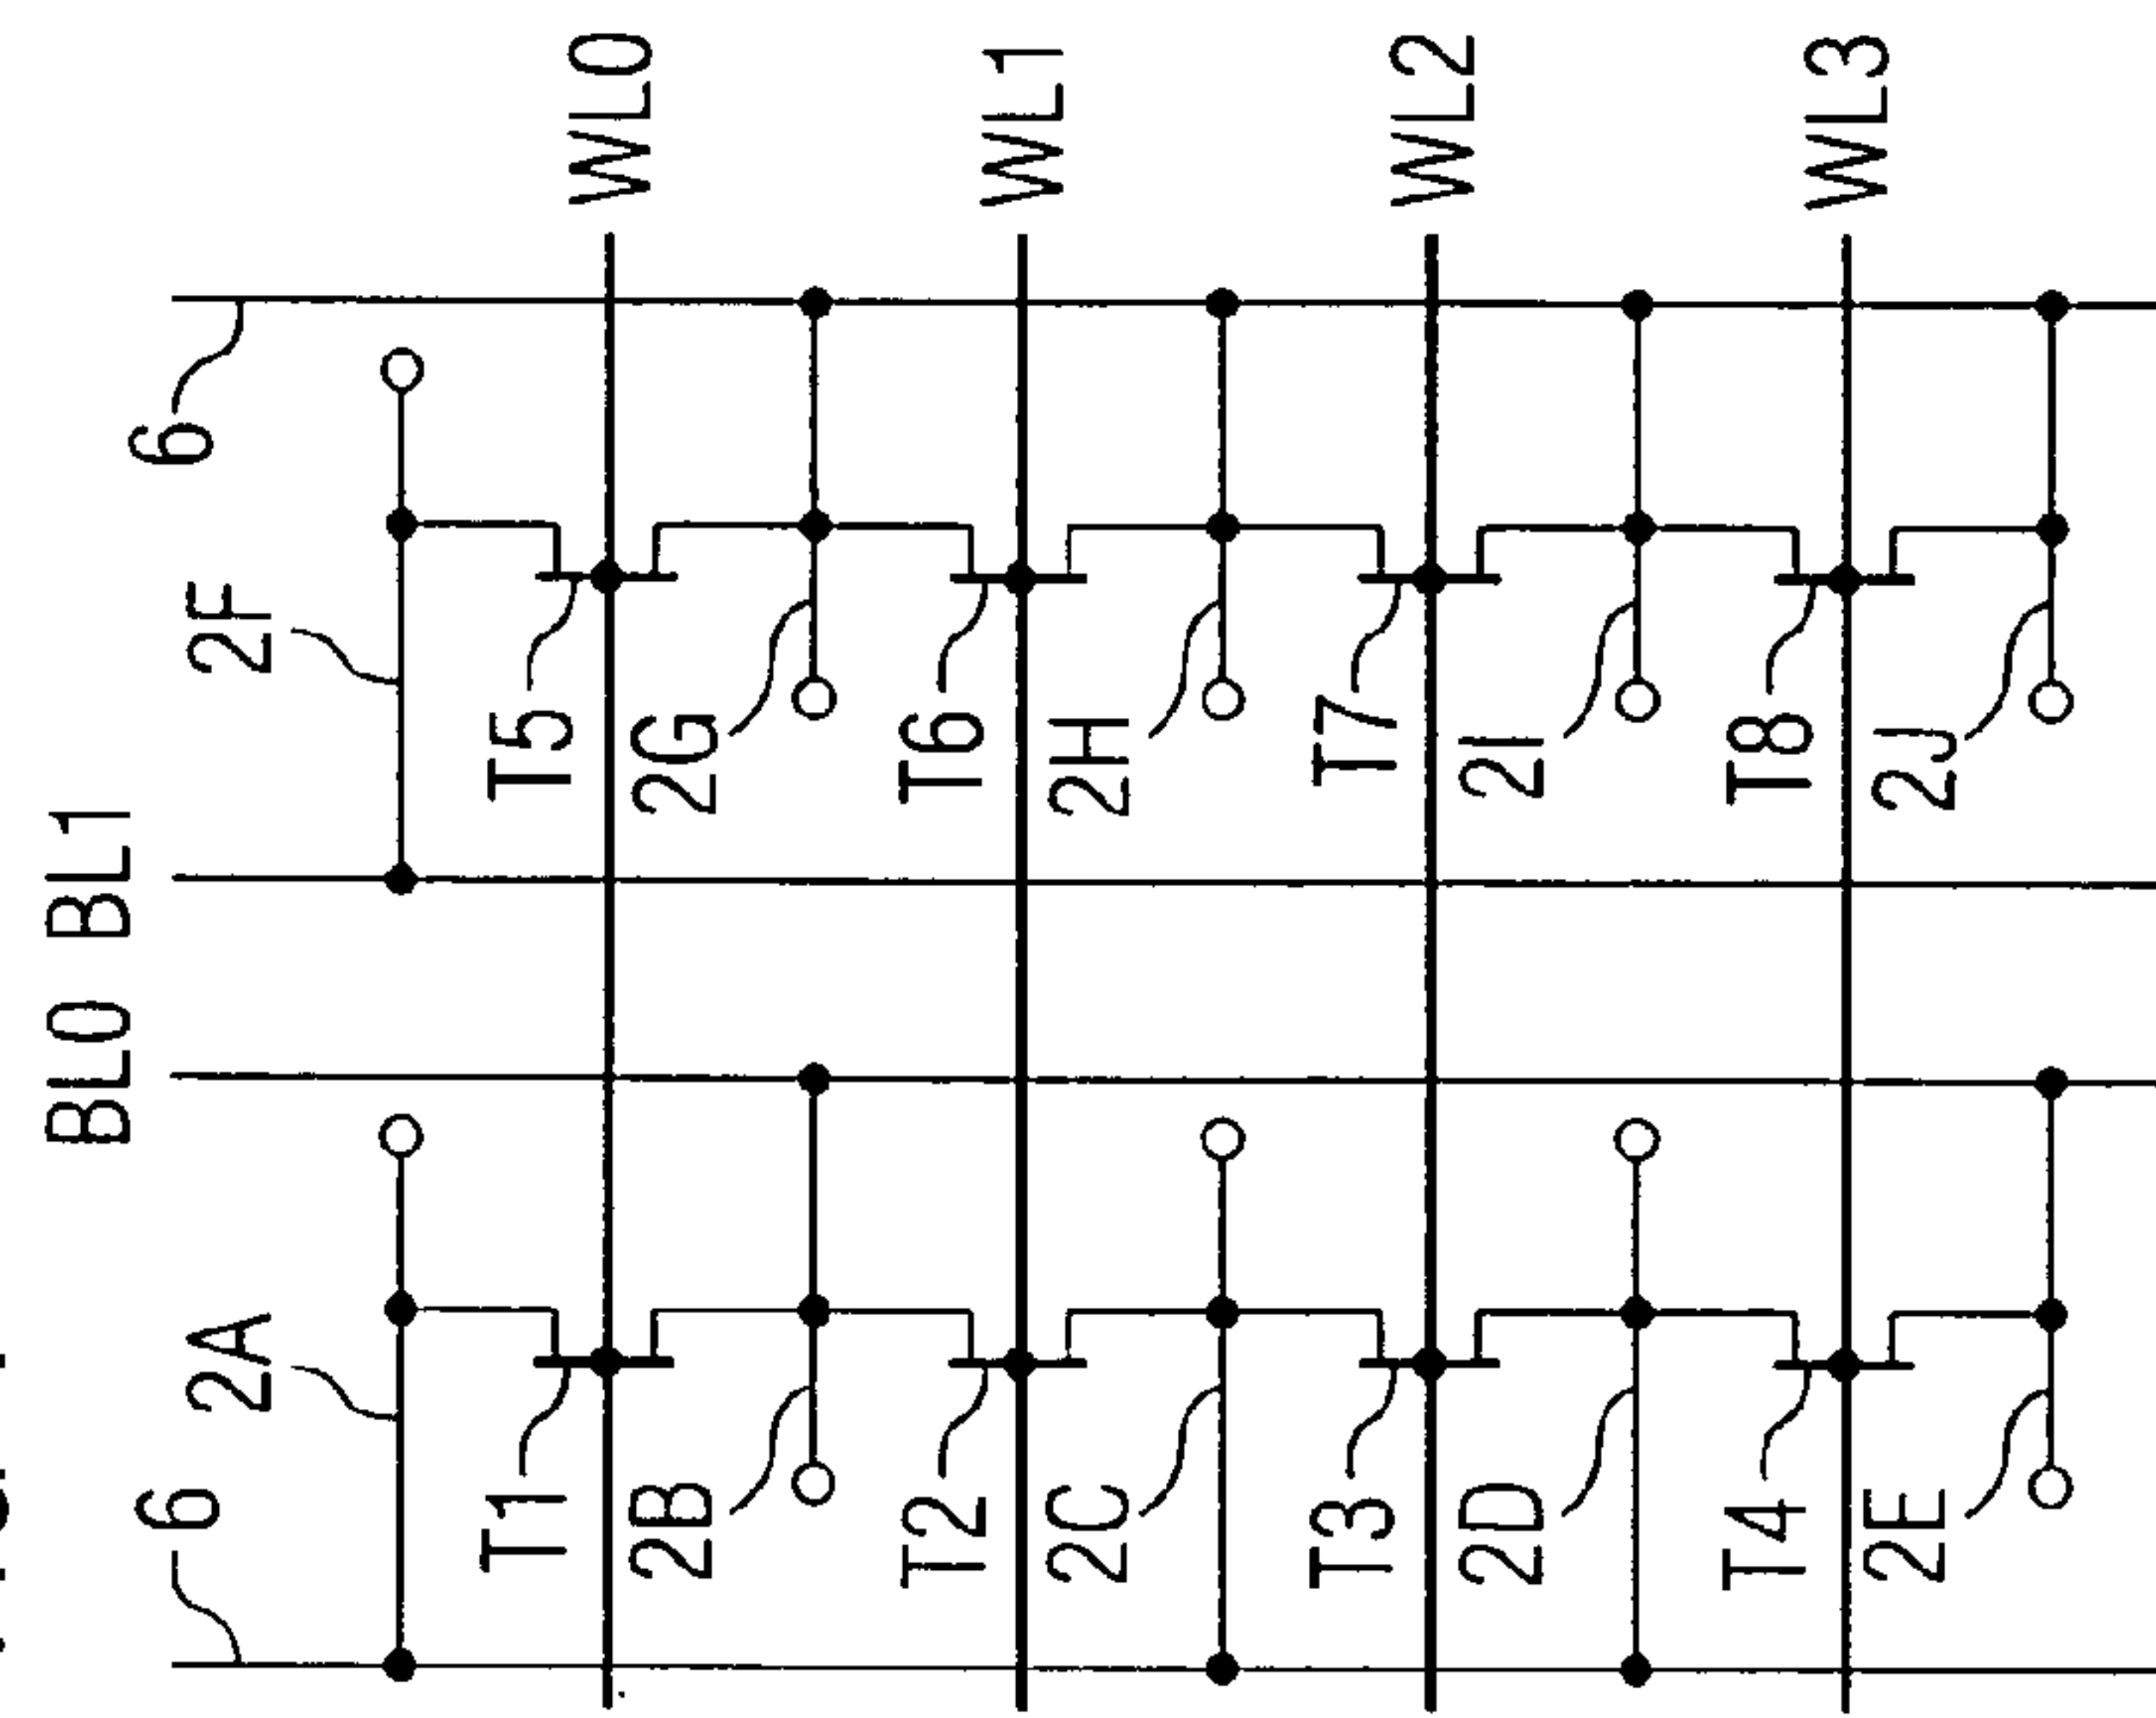 BL0 BL1
6 6
2A 2F
T1 T5 WL0
2B 2G
T2 T6 WL1
2C 2H
T3 T7 WL2
2D 2I
T4 T8 WL3
2E 2J